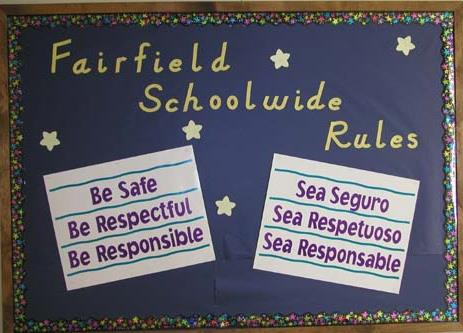 Fairfield
Schoolwide
Rules
Be Safe
Be Respectful
Be Responsible
Sea Seguro
Sea Respetuoso
Sea Responsable